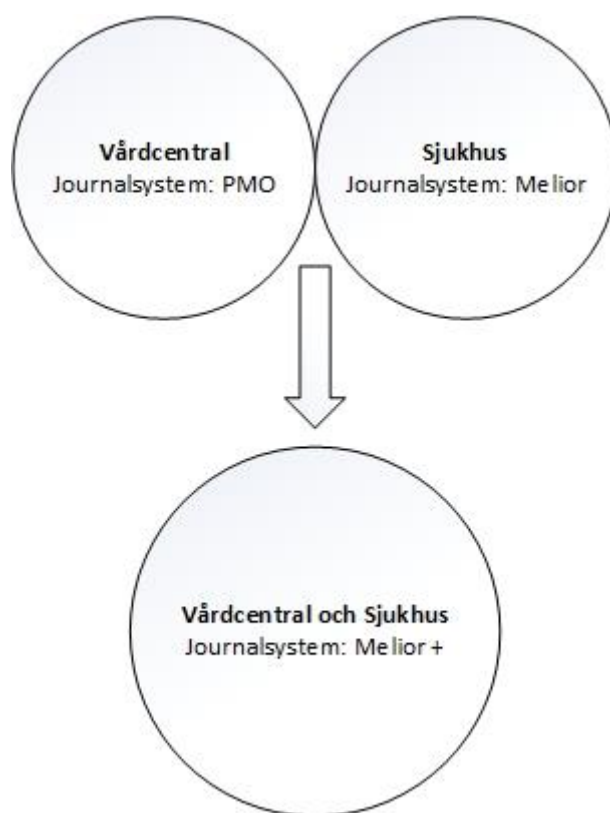 Vårdcentral
Journalsystem: PMO
Sjukhus
Journalsystem: Melior
Vårdcentral och Sjukhus
Journalsystem: Melior +